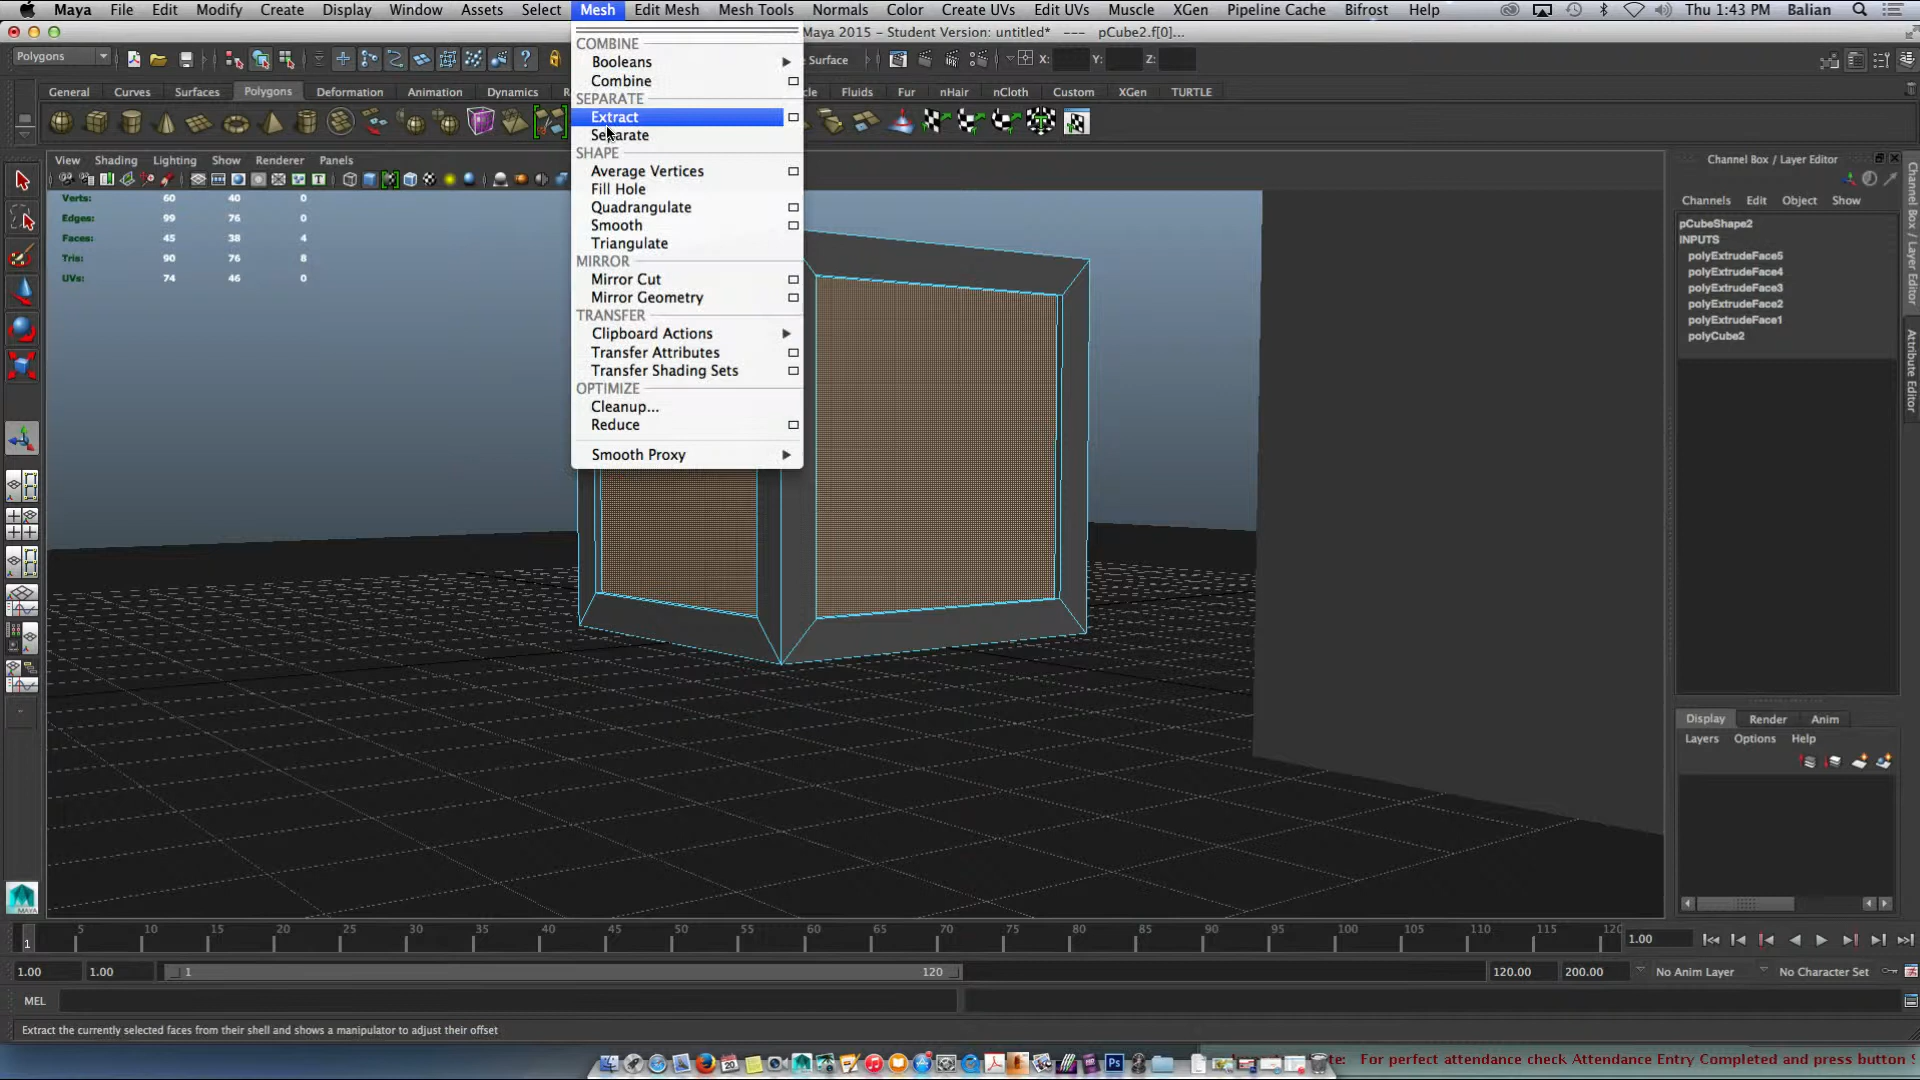 Maya File Edit Modify Create Display Window Assets Select Mesh Edit Mesh Mesh Tools Normals Color Create UVs Edit UVs Muscle XGen Pipeline Cache Bifrost Help Thu 1:43 PM Balian
Maya 2015 – Student Version: untitled* --- pCube2.f[0]...
Polygons
Surface X: Y: Z:
General Curves Surfaces Polygons Deformation Animation Dynamics Fluids Fur nHair nCloth Custom XGen TURTLE
COMBINE
Booleans
Combine
SEPARATE
Extract
Separate
SHAPE
Average Vertices
Fill Hole
Quadrangulate
Smooth
Triangulate
MIRROR
Mirror Cut
Mirror Geometry
TRANSFER
Clipboard Actions
Transfer Attributes
Transfer Shading Sets
OPTIMIZE
Cleanup...
Reduce
Smooth Proxy
View Shading Lighting Show Renderer Panels
Verts: 60 40 0
Edges: 99 76 0
Faces: 45 38 4
Tris: 90 76 8
UVs: 74 46 0
Channel Box / Layer Editor
Channels Edit Object Show
pCubeShape2
INPUTS
polyExtrudeFace5
polyExtrudeFace4
polyExtrudeFace3
polyExtrudeFace2
polyExtrudeFace1
polyCube2
Channel Box / Layer Editor
Attribute Editor
Display Render Anim
Layers Options Help
MAYA
1 5 10 15 20 25 30 35 40 45 50 55 60 65 70 75 80 85 90 95 100 105 110 115 120 1.00
1.00 1.00 1 120 120.00 200.00 No Anim Layer No Character Set
MEL
Extract the currently selected faces from their shell and shows a manipulator to adjust their offset
For perfect attendance check Attendance Entry Completed and press button